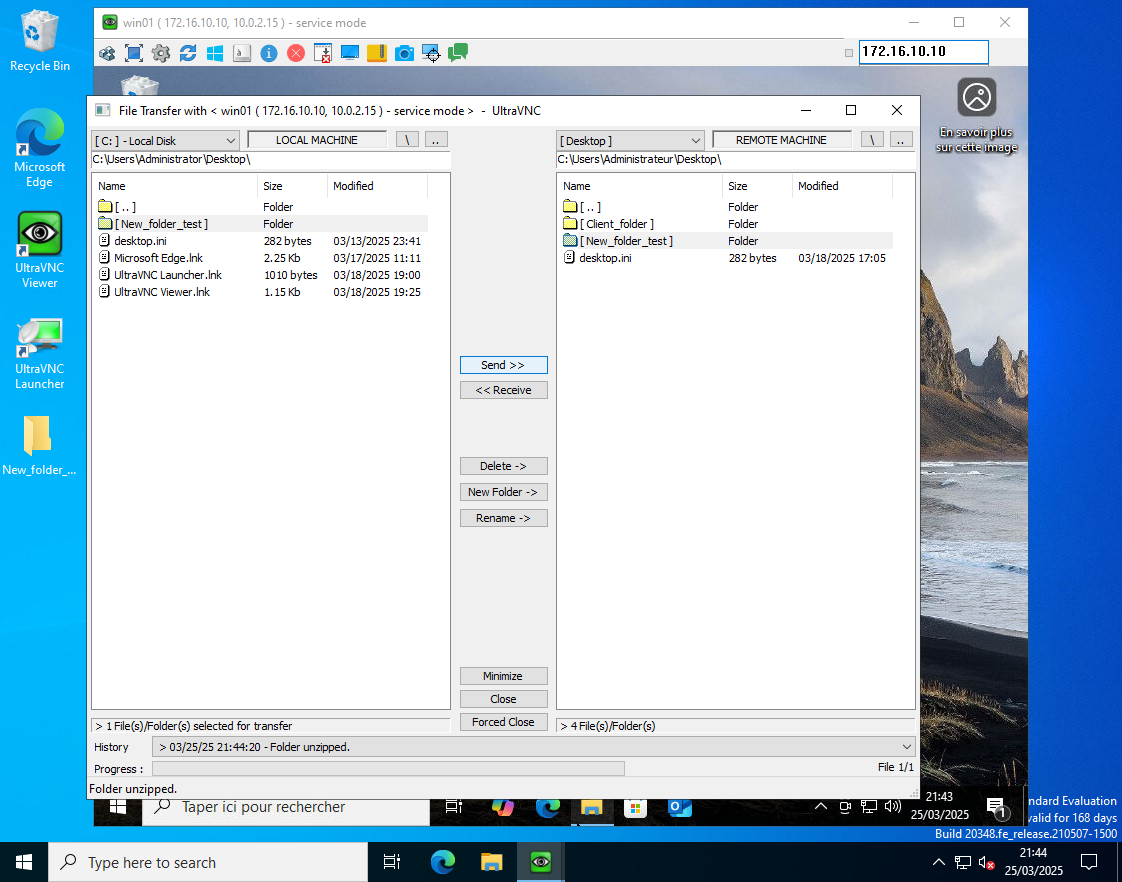 Recycle Bin
Microsoft
Edge
UltraVNC
Viewer
UltraVNC
Launcher
New_folder_...
win01 ( 172.16.10.10, 10.0.2.15 ) - service mode
172.16.10.10
En savoir plus
sur cette image
File Transfer with < win01 ( 172.16.10.10, 10.0.2.15 ) - service mode > - UltraVNC
[ C: ] - Local Disk
LOCAL MACHINE
\
..
[ Desktop ]
REMOTE MACHINE
\
..
C:\Users\Administrator\Desktop\
C:\Users\Administrateur\Desktop\
Name Size Modified
[ .. ] Folder
[ New_folder_test ] Folder
desktop.ini 282 bytes 03/13/2025 23:41
Microsoft Edge.lnk 2.25 Kb 03/17/2025 11:11
UltraVNC Launcher.lnk 1010 bytes 03/18/2025 19:00
UltraVNC Viewer.lnk 1.15 Kb 03/18/2025 19:25
Send >>
<< Receive
Delete ->
New Folder ->
Rename ->
Minimize
Close
Forced Close
Name Size Modified
[ .. ] Folder
[ Client_folder ] Folder
[ New_folder_test ] Folder
desktop.ini 282 bytes 03/18/2025 17:05
> 1 File(s)/Folder(s) selected for transfer
> 4 File(s)/Folder(s)
History > 03/25/25 21:44:20 - Folder unzipped.
Progress : File 1/1
Folder unzipped.
Taper ici pour rechercher
21:43
25/03/2025
1
ndard Evaluation
valid for 168 days
Build 20348.fe_release.210507-1500
Type here to search
21:44
25/03/2025